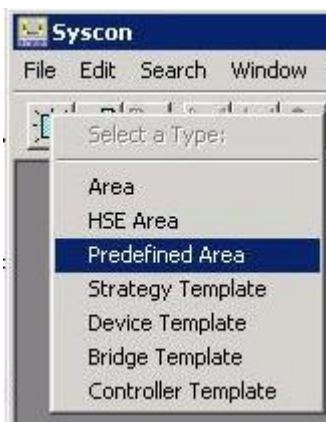 Syscon
File Edit Search Window
Select a Type:
Area
HSE Area
Predefined Area
Strategy Template
Device Template
Bridge Template
Controller Template